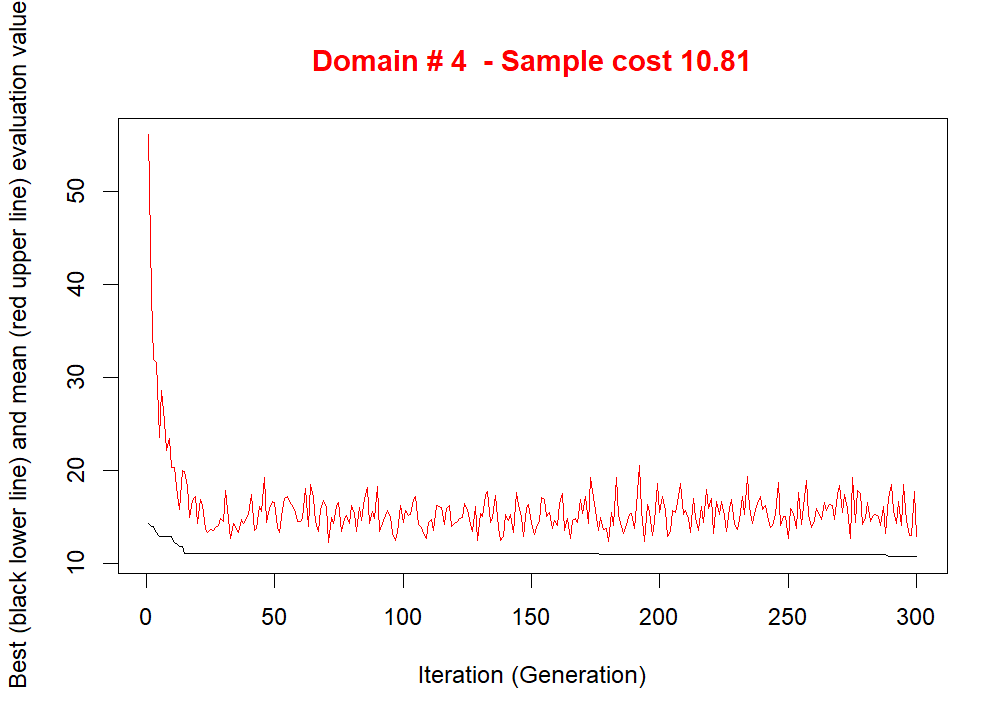 Domain # 4  - Sample cost 10.81
Best (black lower line) and mean (red upper line) evaluation value
50
40
30
20
10
0 50 100 150 200 250 300
Iteration (Generation)